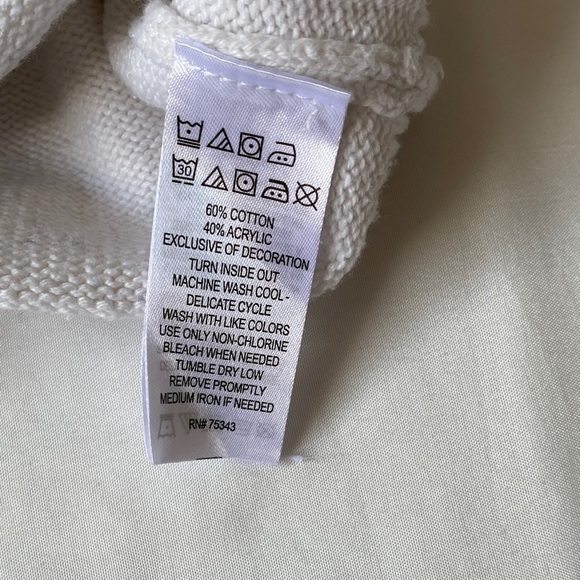 30
60% COTTON
40% ACRYLIC
EXCLUSIVE OF DECORATION
TURN INSIDE OUT
MACHINE WASH COOL -
DELICATE CYCLE
WASH WITH LIKE COLORS
USE ONLY NON-CHLORINE
BLEACH WHEN NEEDED
TUMBLE DRY LOW
REMOVE PROMPTLY
MEDIUM IRON IF NEEDED
RN# 75343